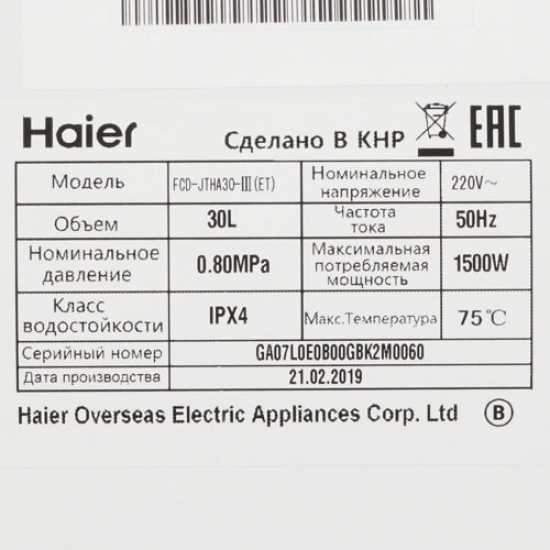 Haier Сделано В КНР EAC
Модель FCD-JTHA30-III(ET) Номинальное напряжение 220V~
Объем 30L Частота тока 50Hz
Номинальное давление 0.80MPa Максимальная потребляемая мощность 1500W
Класс водостойкости IPX4 Макс.Температура 75℃
Серийный номер GA07L0E0B00GBK2M0060
Дата производства 21.02.2019
Haier Overseas Electric Appliances Corp. Ltd B